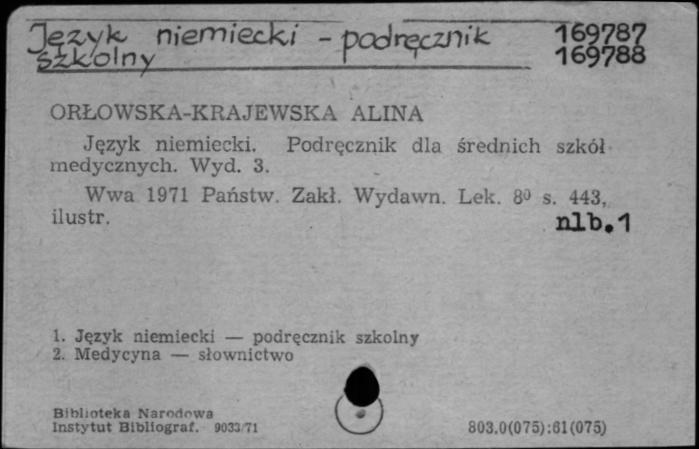 Język niemiecki - podręcznik 169787
szkolny 169788
ORŁOWSKA-KRAJEWSKA ALINA
Język niemiecki. Podręcznik dla średnich szkół
medycznych. Wyd. 3.
Wwa 1971 Państw. Zakł. Wydawn. Lek. 8⁰ s. 443,
ilustr. nlb.1
1. Język niemiecki — podręcznik szkolny
2. Medycyna — słownictwo
Biblioteka Narodowa
Instytut Bibliograf. 9033/71 803.0(075):61(075)